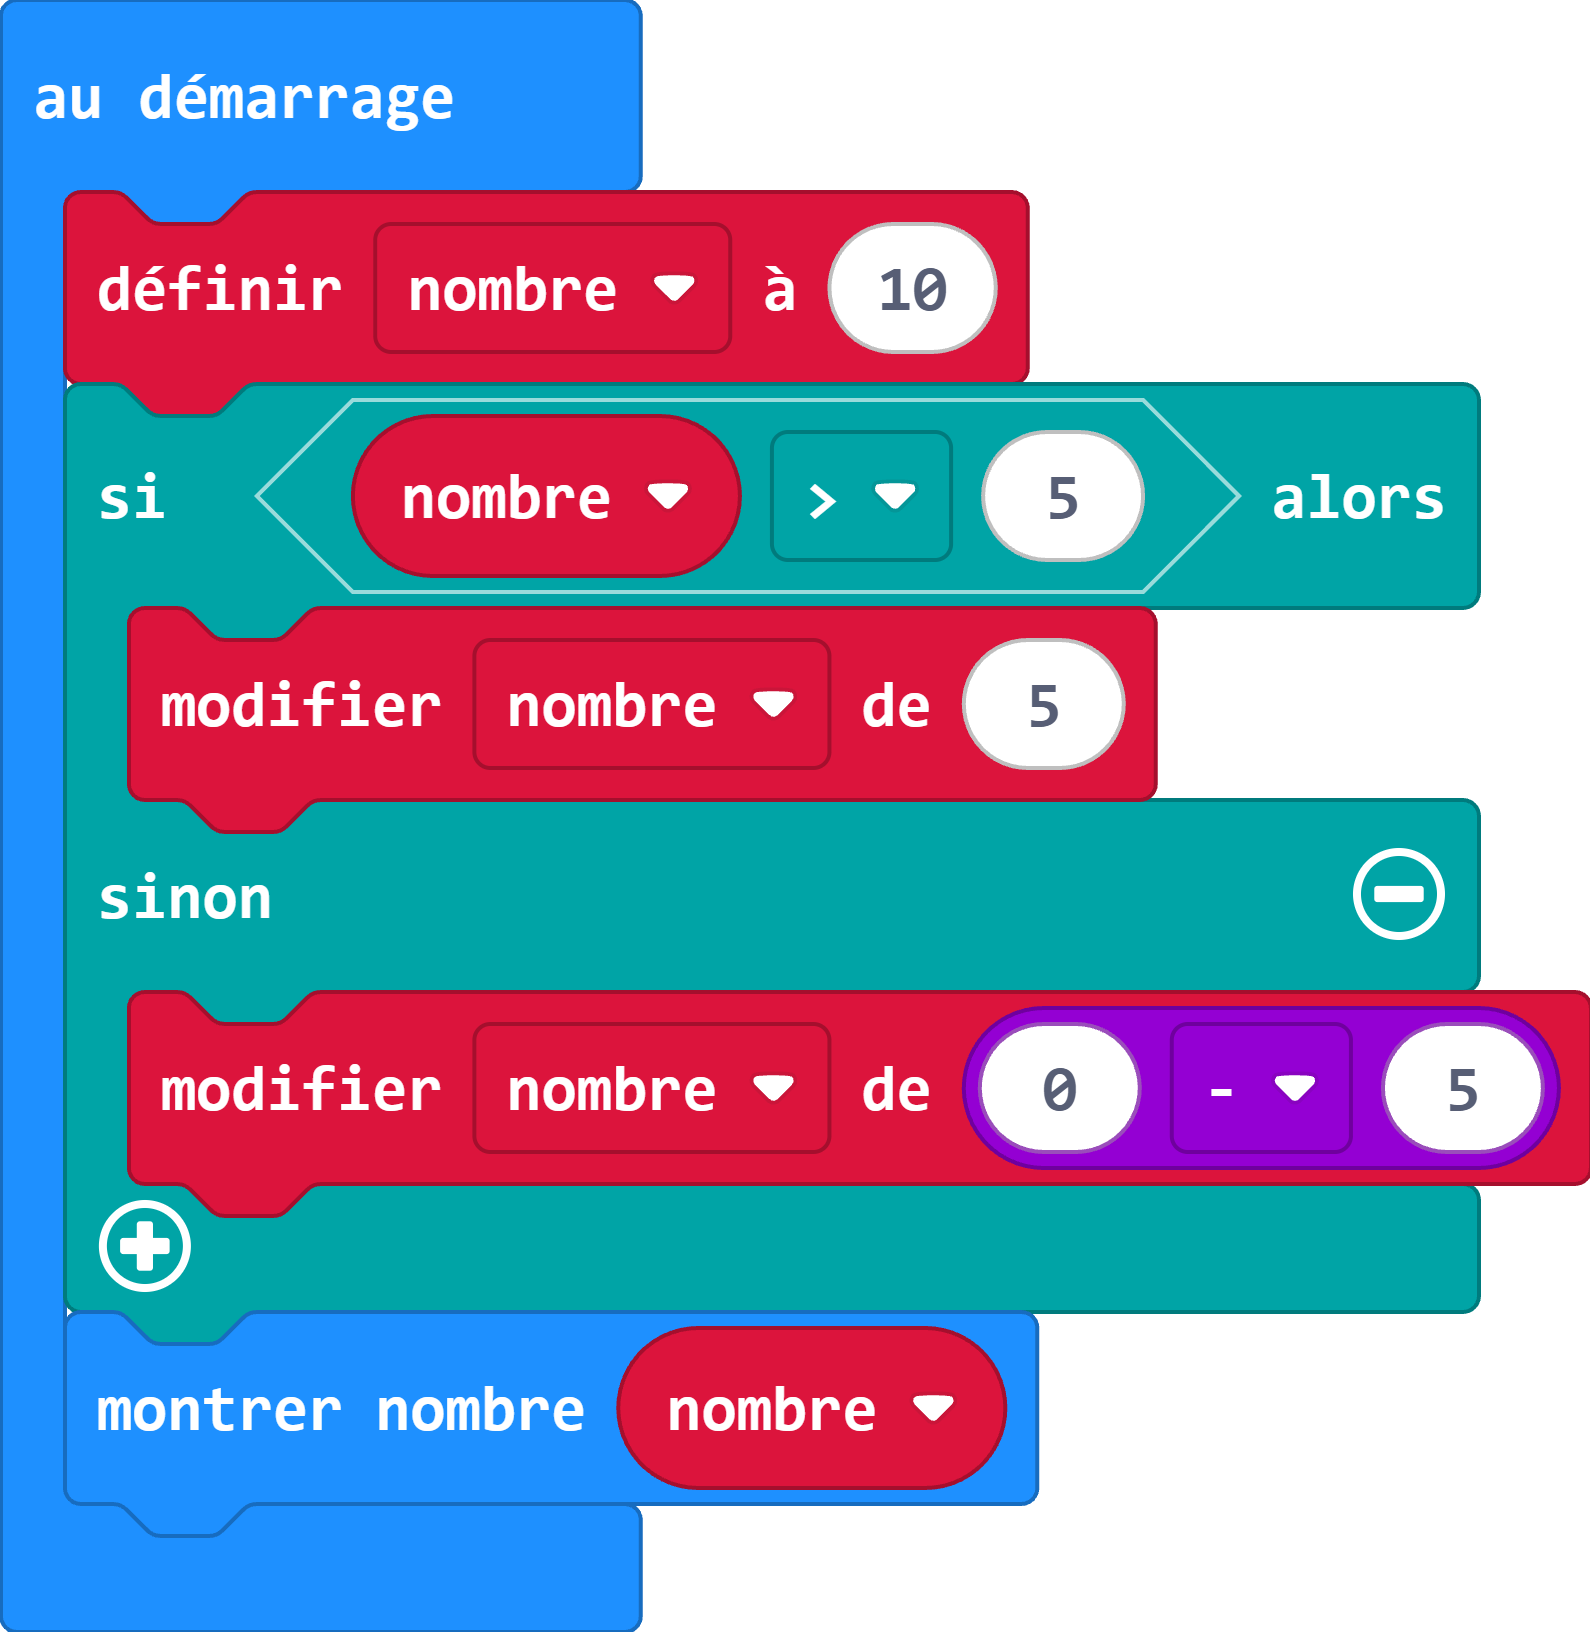 au démarrage
définir nombre à 10
si nombre > 5 alors
modifier nombre de 5
sinon
modifier nombre de 0 - 5
montrer nombre nombre